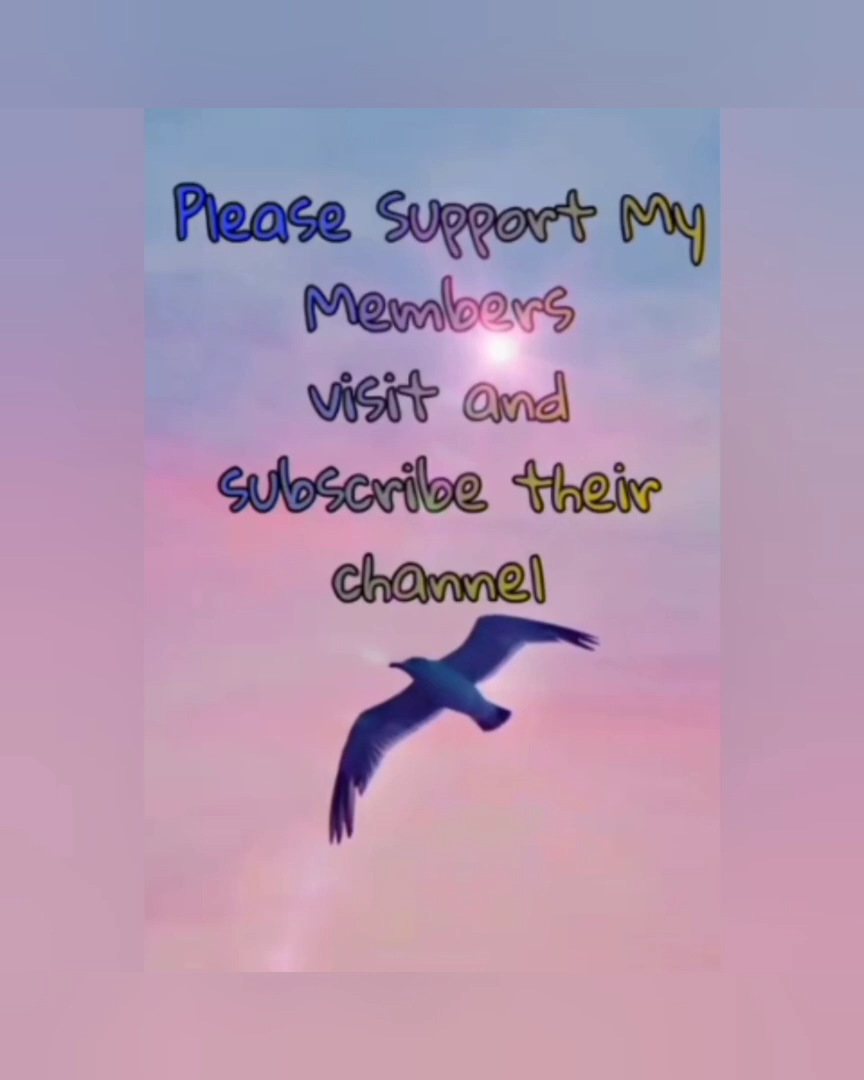 Please Support My
Members
visit and
subscribe their
channel